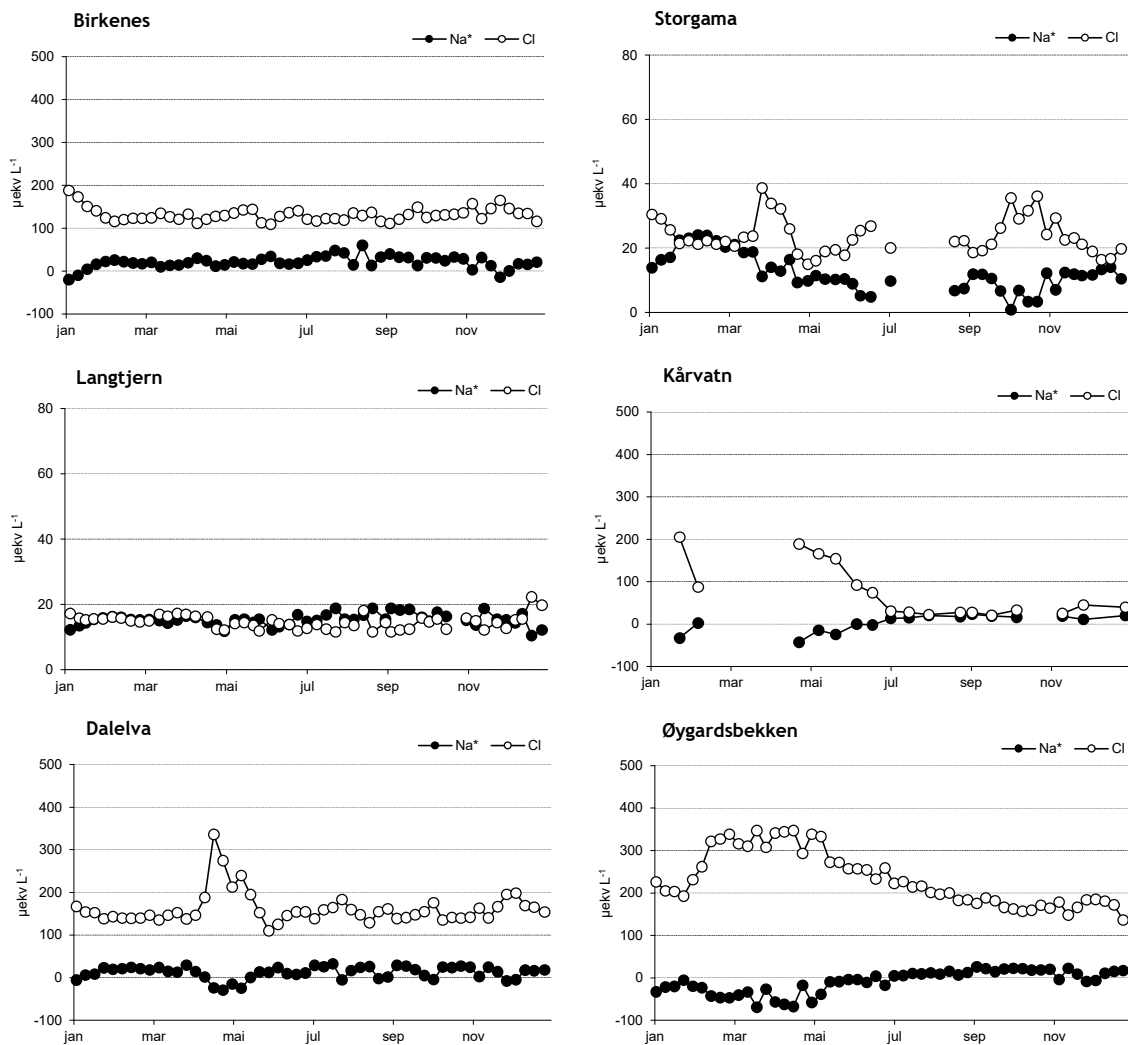 Birkenes
Na* Cl
500
400
300
200
100
0
-100
µekv L-1
jan mar mai jul sep nov
Storgama
Na* Cl
80
60
40
20
0
µekv L-1
jan mar mai jul sep nov
Langtjern
Na* Cl
80
60
40
20
0
µekv L-1
jan mar mai jul sep nov
Kårvatn
Na* Cl
500
400
300
200
100
0
-100
µekv L-1
jan mar mai jul sep nov
Dalelva
Na* Cl
500
400
300
200
100
0
-100
µekv L-1
jan mar mai jul sep nov
Øygardsbekken
Na* Cl
500
400
300
200
100
0
-100
µekv L-1
jan mar mai jul sep nov